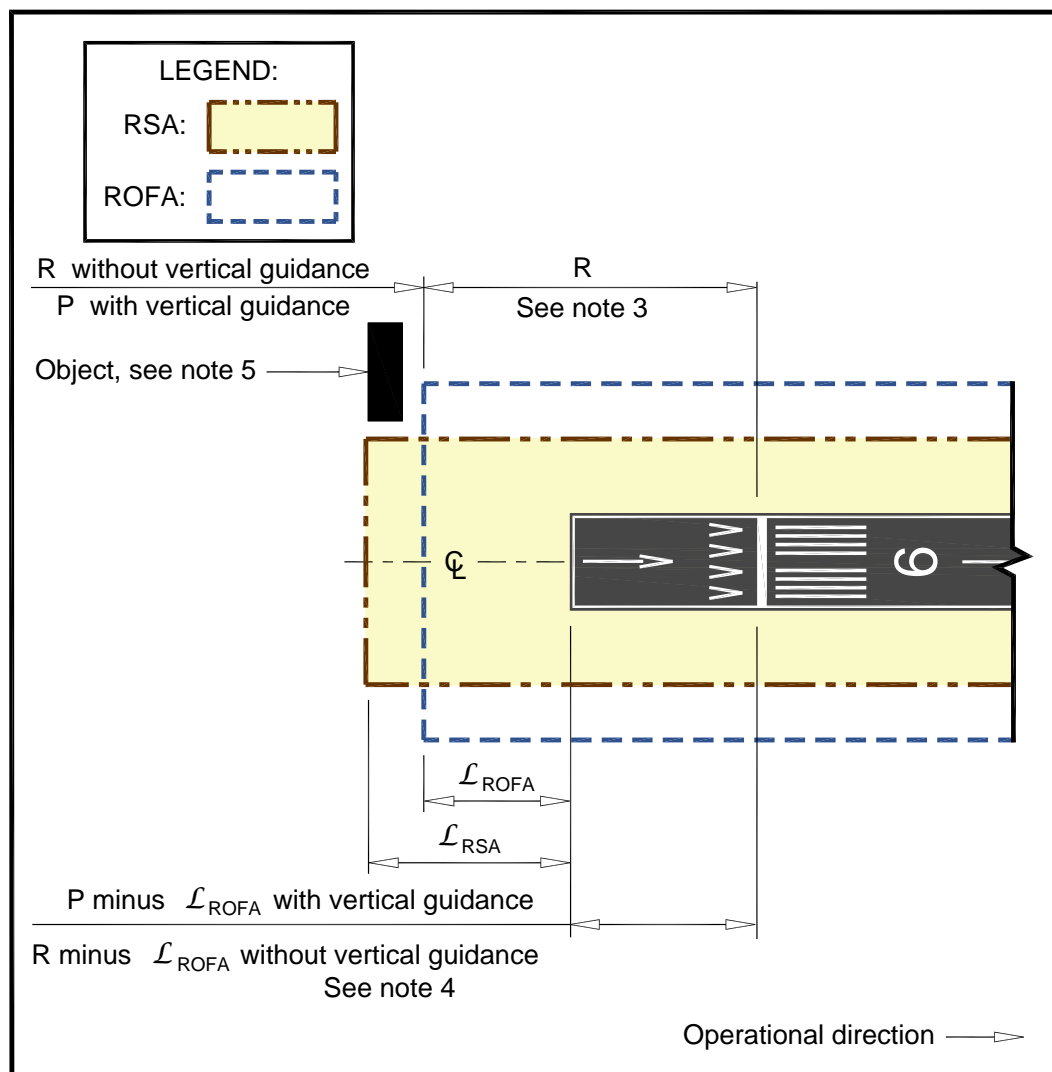 LEGEND:
RSA:
ROFA:
R without vertical guidance
P with vertical guidance
R
See note 3
Object, see note 5
℄
9
ℒROFA
ℒRSA
P minus ℒROFA with vertical guidance
R minus ℒROFA without vertical guidance
See note 4
Operational direction